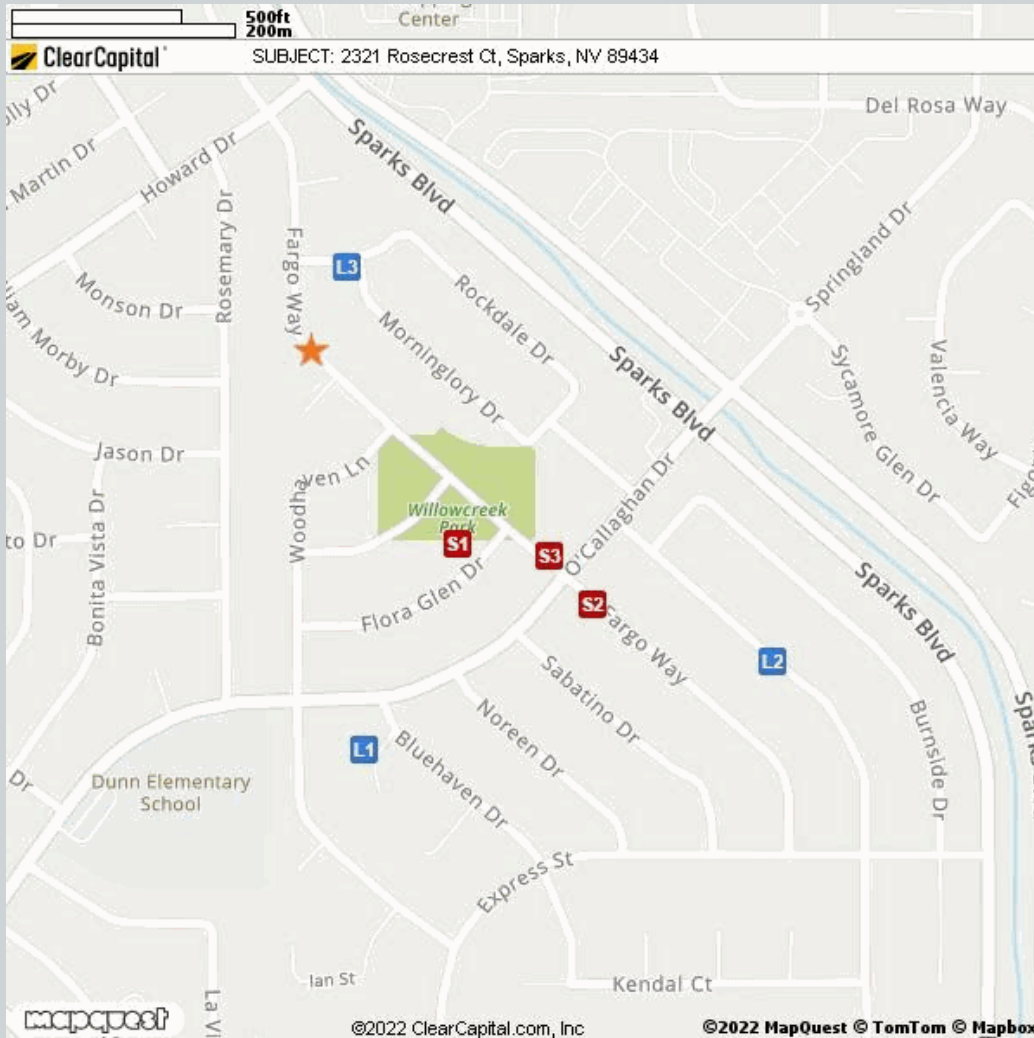 500ft
200m
Center
ClearCapital
SUBJECT: 2321 Rosecrest Ct, Sparks, NV 89434
Del Rosa Way
Martin Dr
Howard Dr
Sparks Blvd
Rosemary Dr
Fargo Way
L3
Springland Dr
Monson Dr
Rockdale Dr
Morby Dr
Morninglory Dr
Sparks Blvd
Sycamore Glen Dr
Valencia Way
Jason Dr
Woodhaven Ln
Willowcreek
Park
O'Callaghan Dr
S1
S3
Bonita Vista Dr
Flora Glen Dr
S2
Fargo Way
Sparks Blvd
L2
Sabatino Dr
Noreen Dr
L1
Bluehaven Dr
Burnside Dr
Dr
Dunn Elementary
School
Express St
Ian St
Kendal Ct
La Vi
mapquest
©2022 ClearCapital.com, Inc
©2022 MapQuest © TomTom © Mapbox